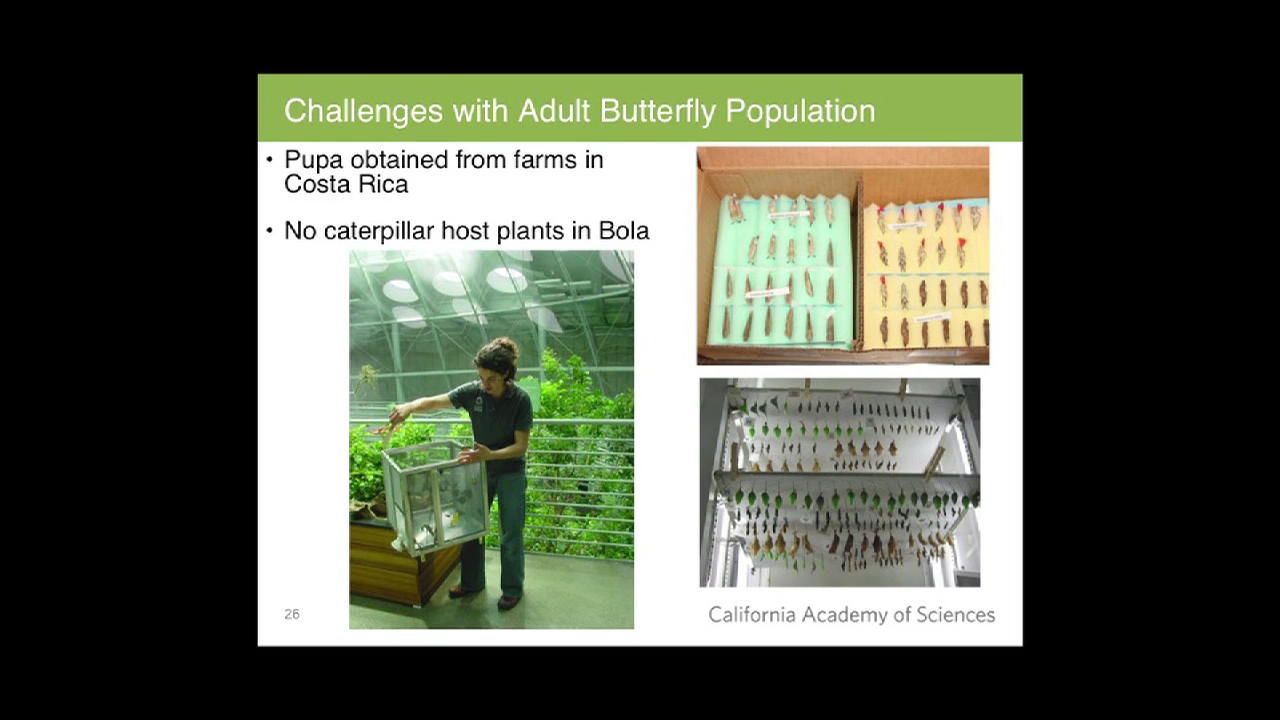 Challenges with Adult Butterfly Population
• Pupa obtained from farms in
Costa Rica
• No caterpillar host plants in Bola
26
California Academy of Sciences